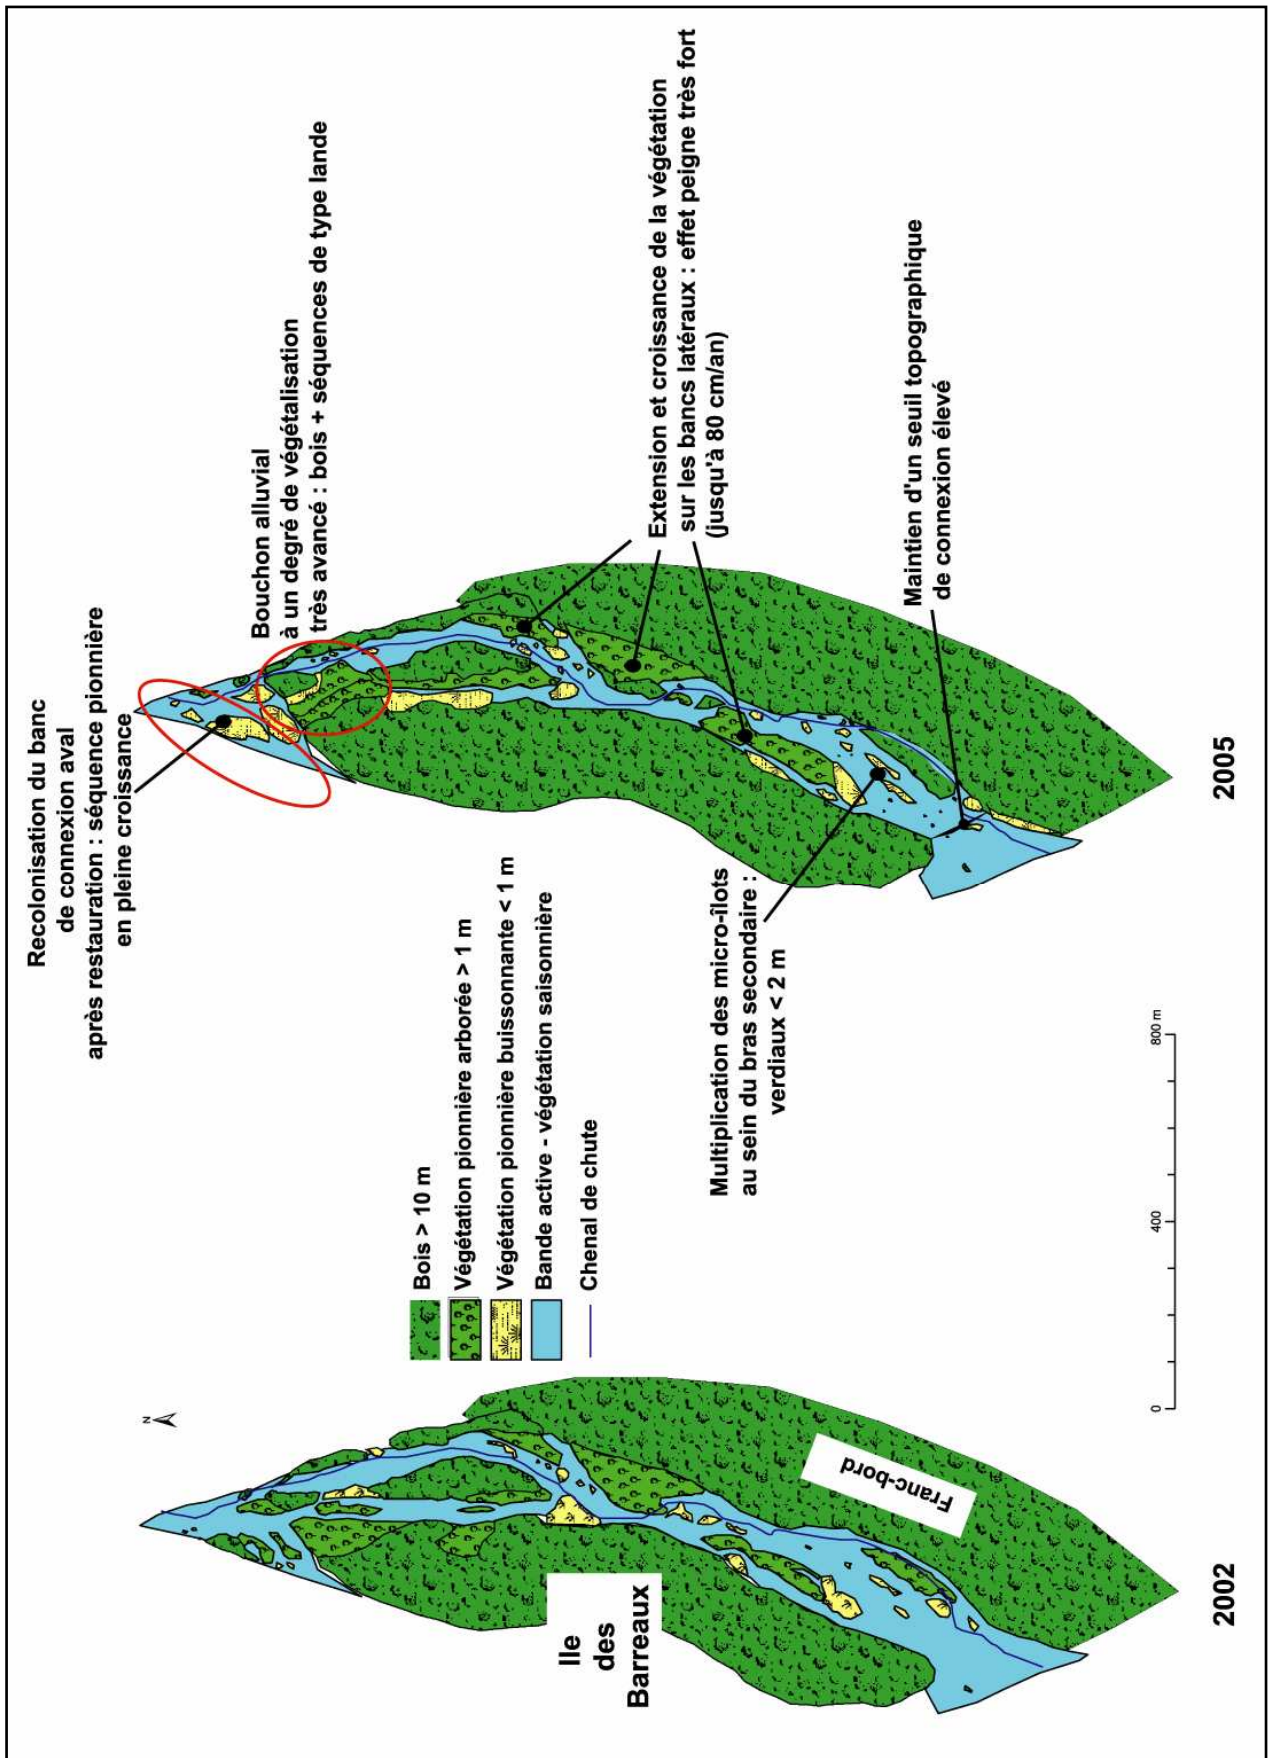 Recolonisation du banc
de connexion aval
après restauration : séquence pionnière
en pleine croissance
Bouchon alluvial
à un degré de végétalisation
très avancé : bois + séquences de type lande
Extension et croissance de la végétation
sur les bancs latéraux : effet peigne très fort
(jusqu'à 80 cm/an)
Maintien d'un seuil topographique
de connexion élevé
Multiplication des micro-îlots
au sein du bras secondaire :
verdiaux < 2 m
2005
Bois > 10 m
Végétation pionnière arborée > 1 m
Végétation pionnière buissonnante < 1 m
Bande active - végétation saisonnière
Chenal de chute
0
400
800 m
N
Ile
des
Barreaux
Franc-bord
2002